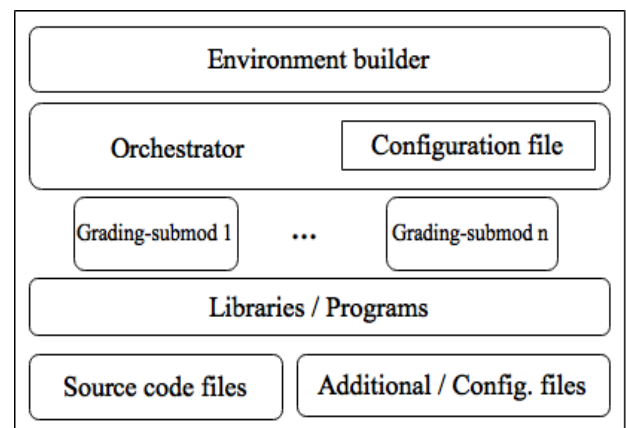 Environment builder
Orchestrator
Configuration file
Grading-submod 1
...
Grading-submod n
Libraries / Programs
Source code files
Additional / Config. files